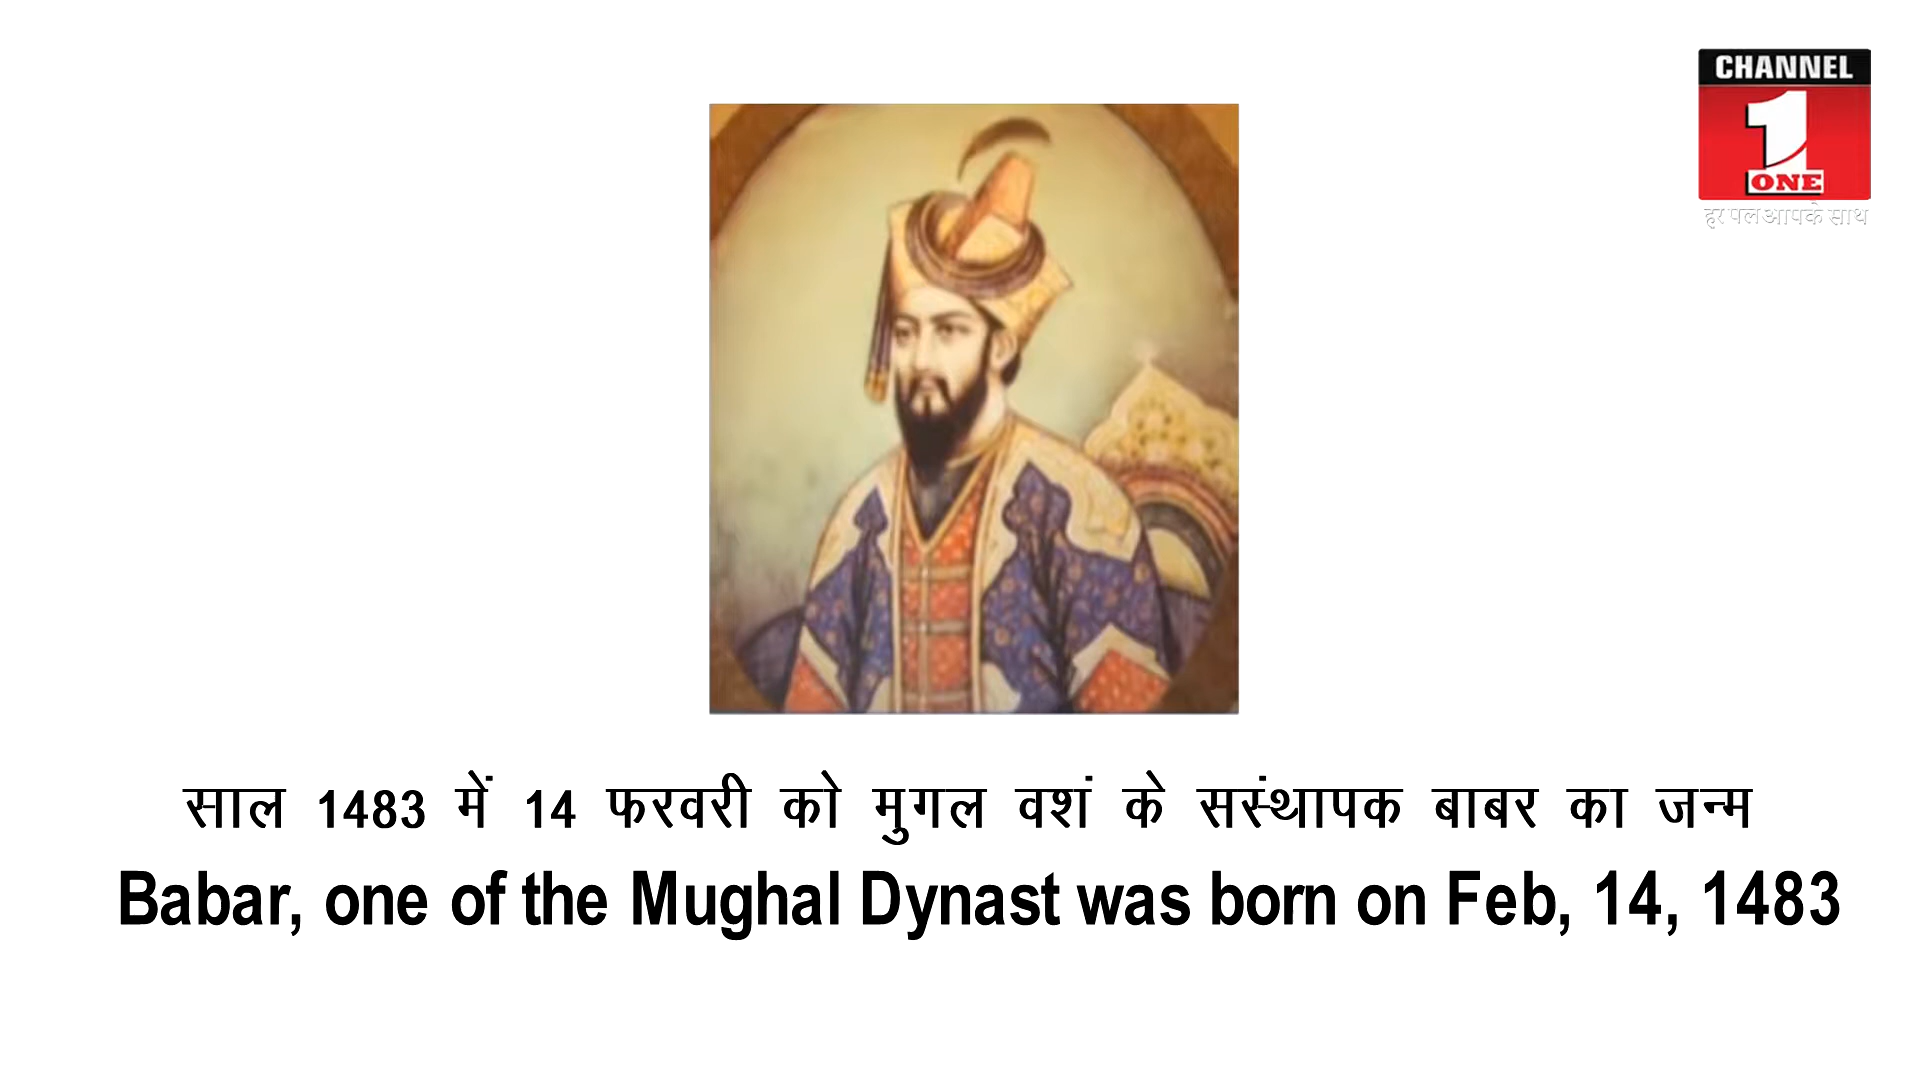 CHANNEL
1
ONE
हर पल आपके साथ
साल 1483 में 14 फरवरी को मुगल वशं के सस्ंथापक बाबर का जन्म
Babar, one of the Mughal Dynast was born on Feb, 14, 1483